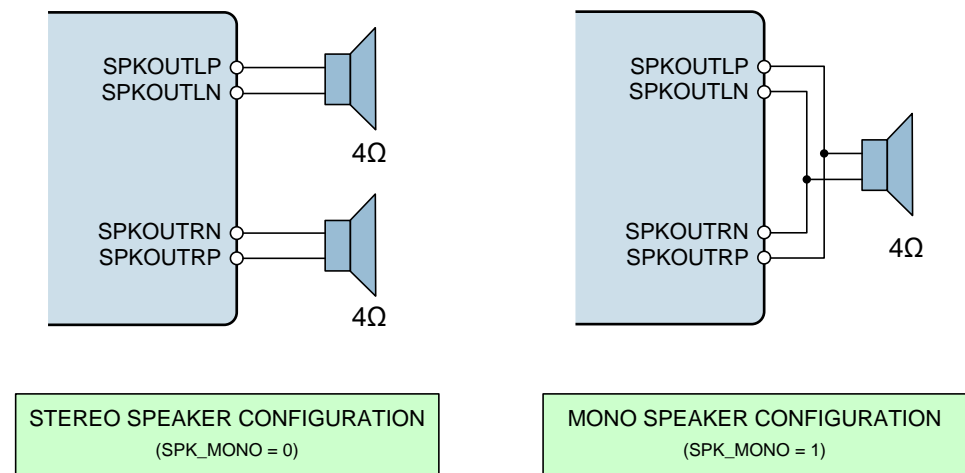 SPKOUTLP
SPKOUTLN
4Ω
SPKOUTRN
SPKOUTRP
4Ω
STEREO SPEAKER CONFIGURATION
(SPK_MONO = 0)
SPKOUTLP
SPKOUTLN
SPKOUTRN
4Ω
SPKOUTRP
MONO SPEAKER CONFIGURATION
(SPK_MONO = 1)